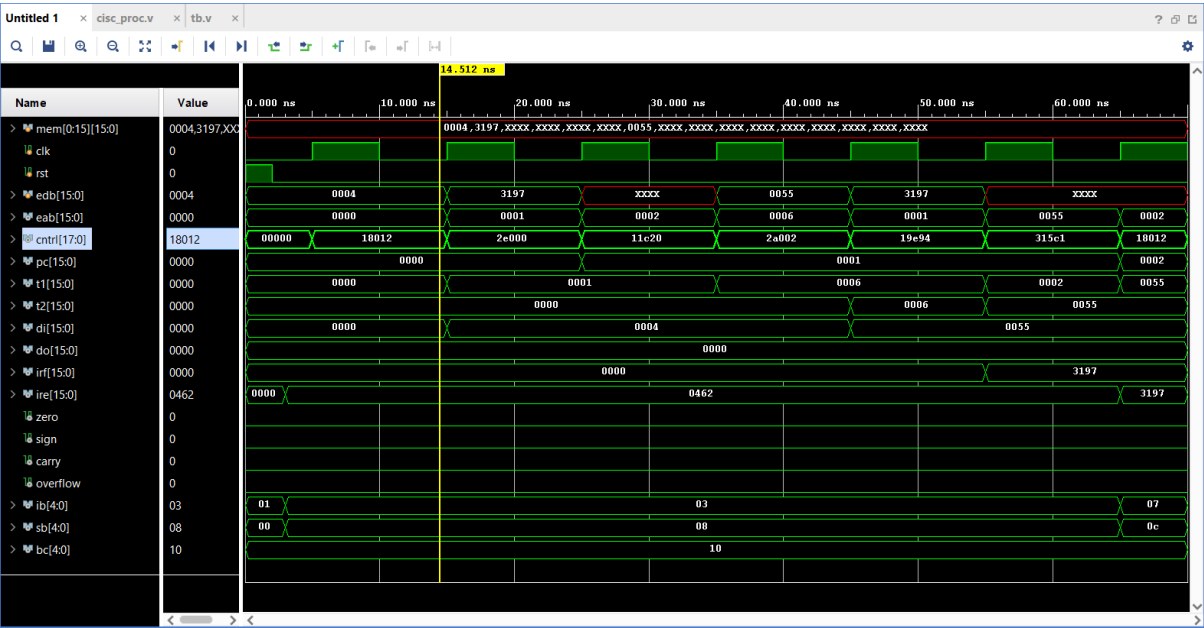 Untitled 1 × cisc_proc.v × tb.v ×
?
14.512 ns
Name Value 0.000 ns 10.000 ns 20.000 ns 30.000 ns 40.000 ns 50.000 ns 60.000 ns
mem[0:15][15:0] 0004,3197,XXX 0004,3197,XXXX,XXXX,XXXX,XXXX,0055,XXXX,XXXX,XXXX,XXXX,XXXX,XXXX,XXXX,XXXX,XXXX
clk 0
rst 0
edb[15:0] 0004 0004 3197 XXXX 0055 3197 XXXX
eab[15:0] 0000 0000 0001 0002 0006 0001 0055 0002
cntrl[17:0] 18012 00000 18012 2e000 11c20 2a002 19e94 315c1 18012
pc[15:0] 0000 0000 0001 0002
t1[15:0] 0000 0000 0001 0006 0002 0055
t2[15:0] 0000 0000 0006 0055
di[15:0] 0000 0000 0004 0055
do[15:0] 0000 0000
irf[15:0] 0000 0000 3197
ire[15:0] 0462 0000 0462 3197
zero 0
sign 0
carry 0
overflow 0
ib[4:0] 03 01 03 07
sb[4:0] 08 00 08 0c
bc[4:0] 10 10